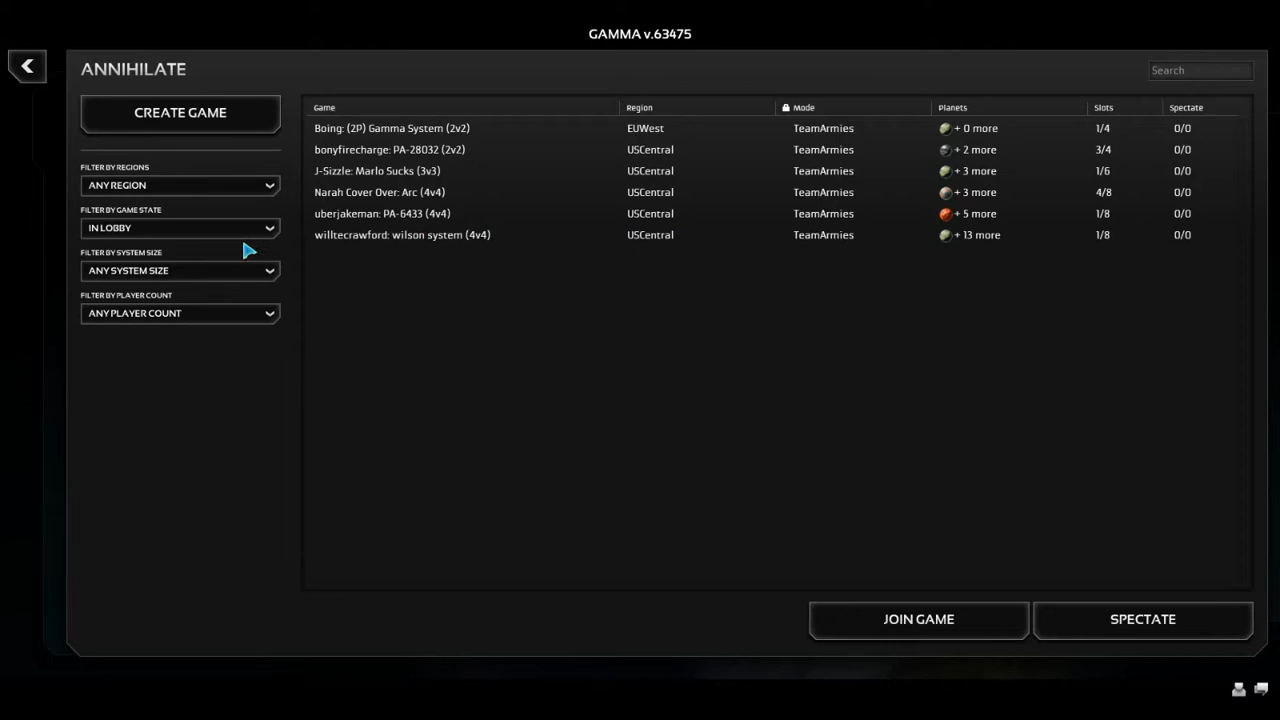 GAMMA v.63475
ANNIHILATE
Search
CREATE GAME
FILTER BY REGIONS
ANY REGION
FILTER BY GAME STATE
IN LOBBY
FILTER BY SYSTEM SIZE
ANY SYSTEM SIZE
FILTER BY PLAYER COUNT
ANY PLAYER COUNT
Game Region Mode Planets Slots Spectate
Boing: (2P) Gamma System (2v2) EUWest TeamArmies + 0 more 1/4 0/0
bonyfirecharge: PA-28032 (2v2) USCentral TeamArmies + 2 more 3/4 0/0
J-Sizzle: Marlo Sucks (3v3) USCentral TeamArmies + 3 more 1/6 0/0
Narah Cover Over: Arc (4v4) USCentral TeamArmies + 3 more 4/8 0/0
uberjakeman: PA-6433 (4v4) USCentral TeamArmies + 5 more 1/8 0/0
willtecrawford: wilson system (4v4) USCentral TeamArmies + 13 more 1/8 0/0
JOIN GAME
SPECTATE